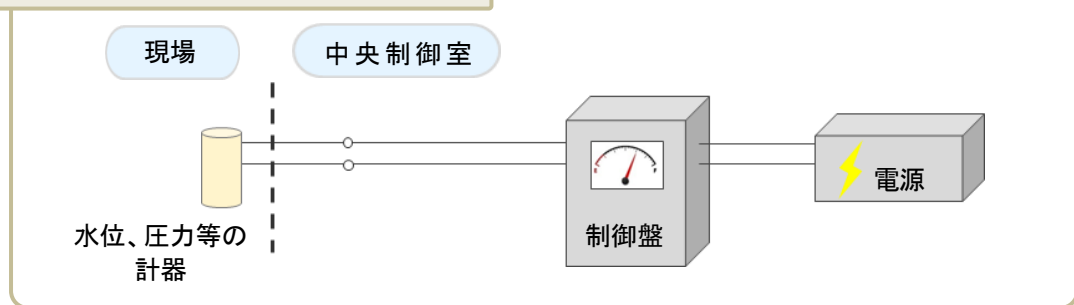 現場
中央制御室
電源
制御盤
水位、圧力等の
計器